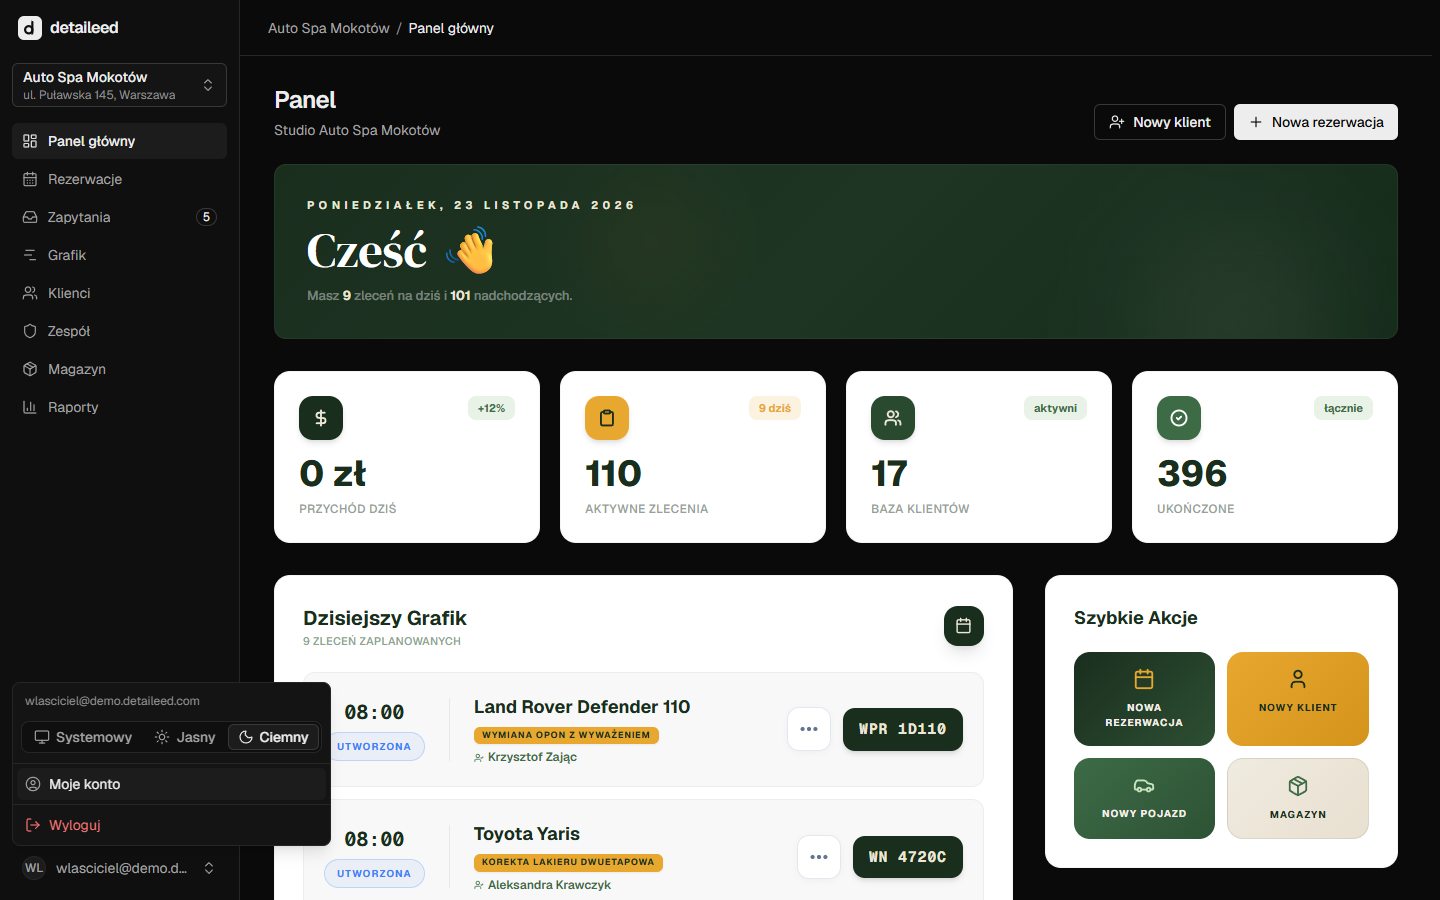 detaileed
Auto Spa Mokotów
ul. Puławska 145, Warszawa
Panel główny
Rezerwacje
Zapytania
5
Grafik
Klienci
Zespół
Magazyn
Raporty
wlasciciel@demo.detaileed.com
Systemowy
Jasny
Ciemny
Moje konto
Wyloguj
WL
wlasciciel@demo.d...
Auto Spa Mokotów / Panel główny
Panel
Studio Auto Spa Mokotów
Nowy klient
Nowa rezerwacja
PONIEDZIAŁEK, 23 LISTOPADA 2026
Cześć 👋
Masz 9 zleceń na dziś i 101 nadchodzących.
+12%
0 zł
PRZYCHÓD DZIŚ
9 dziś
110
AKTYWNE ZLECENIA
aktywni
17
BAZA KLIENTÓW
łącznie
396
UKOŃCZONE
Dzisiejszy Grafik
9 ZLECEŃ ZAPLANOWANYCH
08:00
UTWORZONA
Land Rover Defender 110
WYMIANA OPON Z WYWAŻENIEM
Krzysztof Zając
WPR 1D110
08:00
UTWORZONA
Toyota Yaris
KOREKTA LAKIERU DWUETAPOWA
Aleksandra Krawczyk
WN 4720C
Szybkie Akcje
NOWA
REZERWACJA
NOWY KLIENT
NOWY POJAZD
MAGAZYN